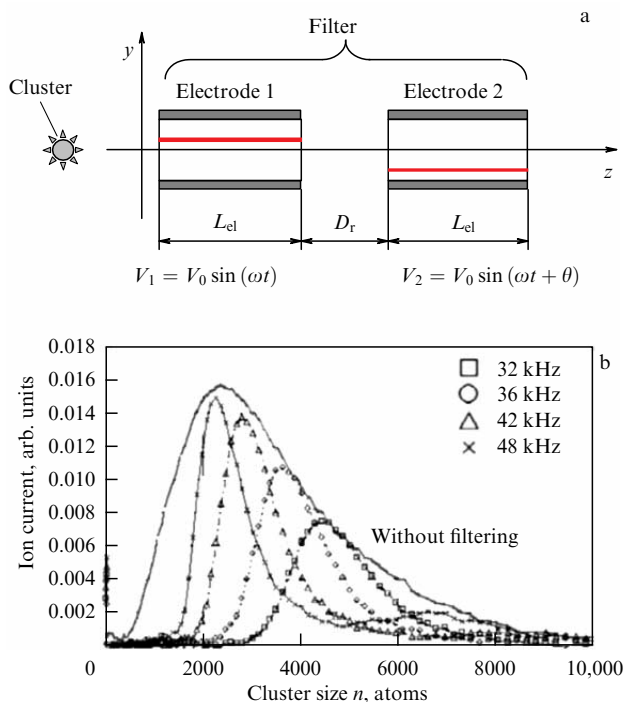 a
Filter
y
Cluster
Electrode 1
Electrode 2
z
L_el
D_r
L_el
V_1 = V_0 sin (ωt)
V_2 = V_0 sin (ωt + θ)
b
Ion current, arb. units
0.018
0.016
0.014
0.012
0.010
0.008
0.006
0.004
0.002
32 kHz
36 kHz
42 kHz
48 kHz
Without filtering
0
2000
4000
6000
8000
10,000
Cluster size n, atoms